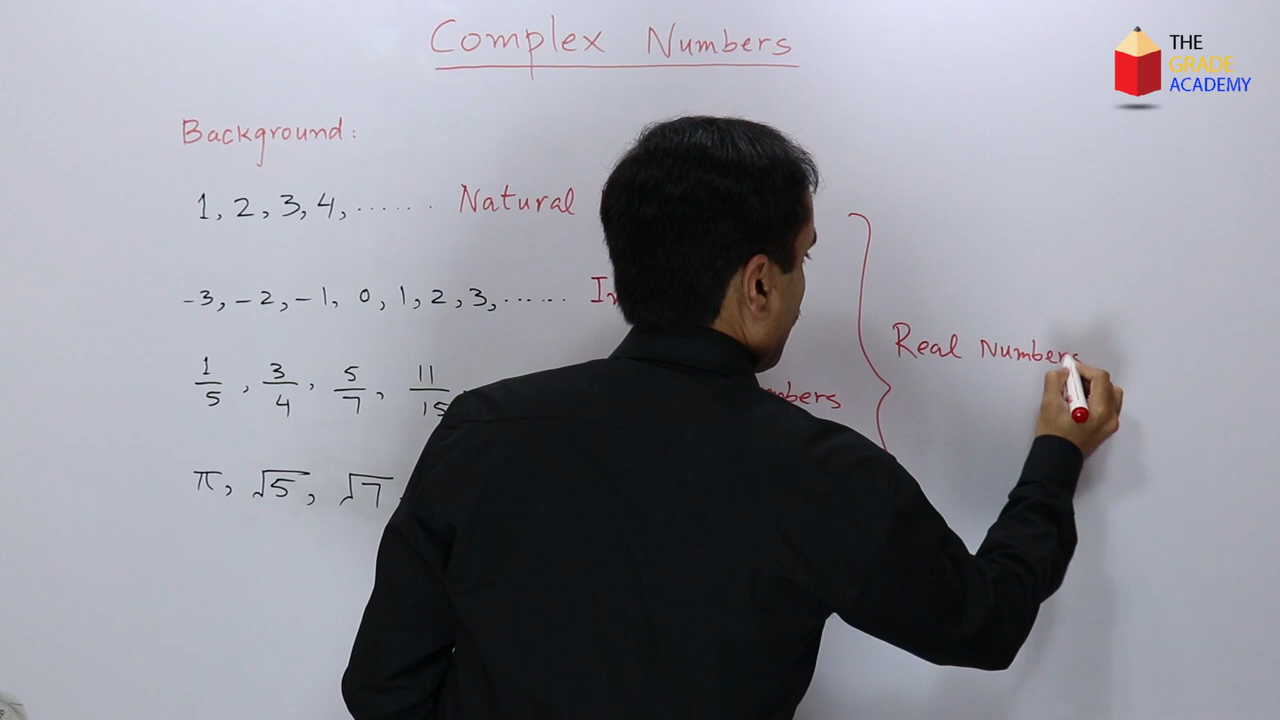 Complex Numbers
THE
GRADE
ACADEMY
Background:
1, 2, 3, 4, ...... Natural
-3, -2, -1, 0, 1, 2, 3, ......
1/5, 3/4, 5/7, 11/15
π, √5, √7
Real Numbers